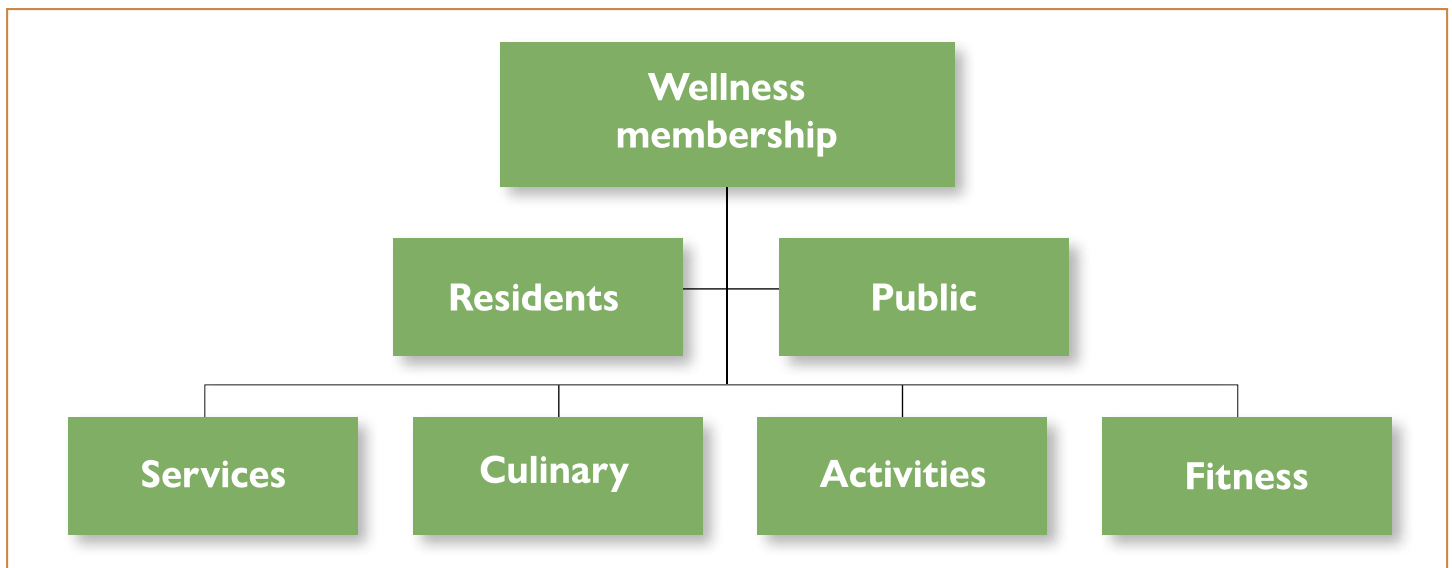 Wellness
membership
Residents
Public
Services
Culinary
Activities
Fitness